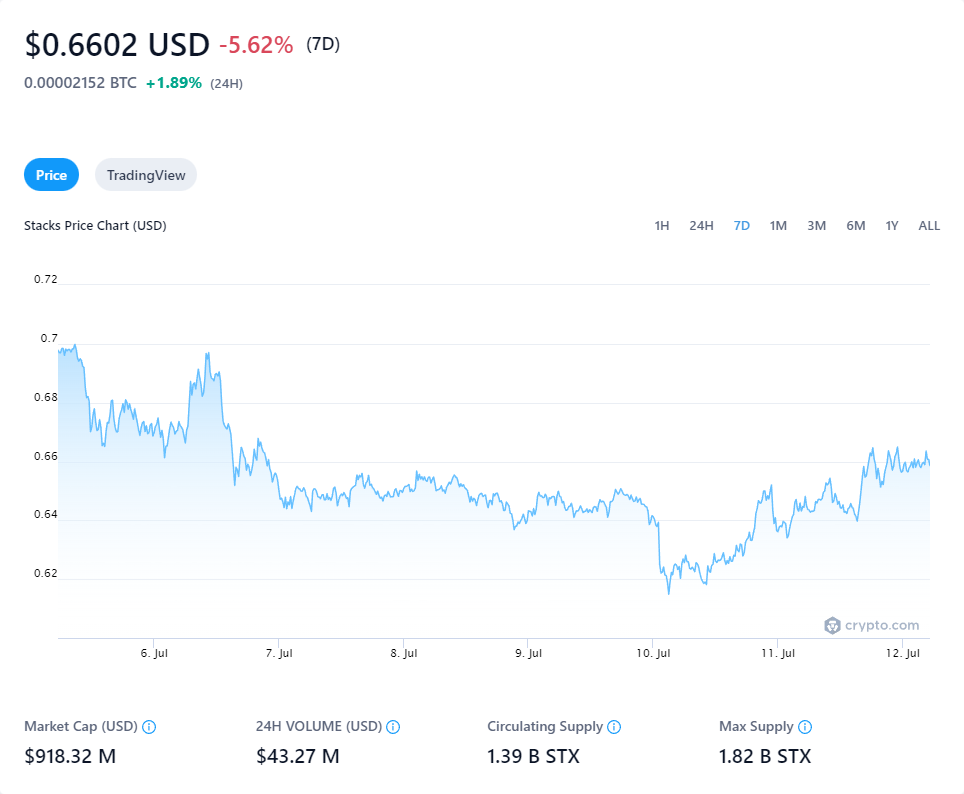 $0.6602 USD -5.62% (7D)
0.00002152 BTC +1.89% (24H)
Price TradingView
Stacks Price Chart (USD) 1H 24H 7D 1M 3M 6M 1Y ALL
0.72
0.7
0.68
0.66
0.64
0.62
crypto.com
6. Jul 7. Jul 8. Jul 9. Jul 10. Jul 11. Jul 12. Jul
Market Cap (USD) 24H VOLUME (USD) Circulating Supply Max Supply
$918.32 M $43.27 M 1.39 B STX 1.82 B STX